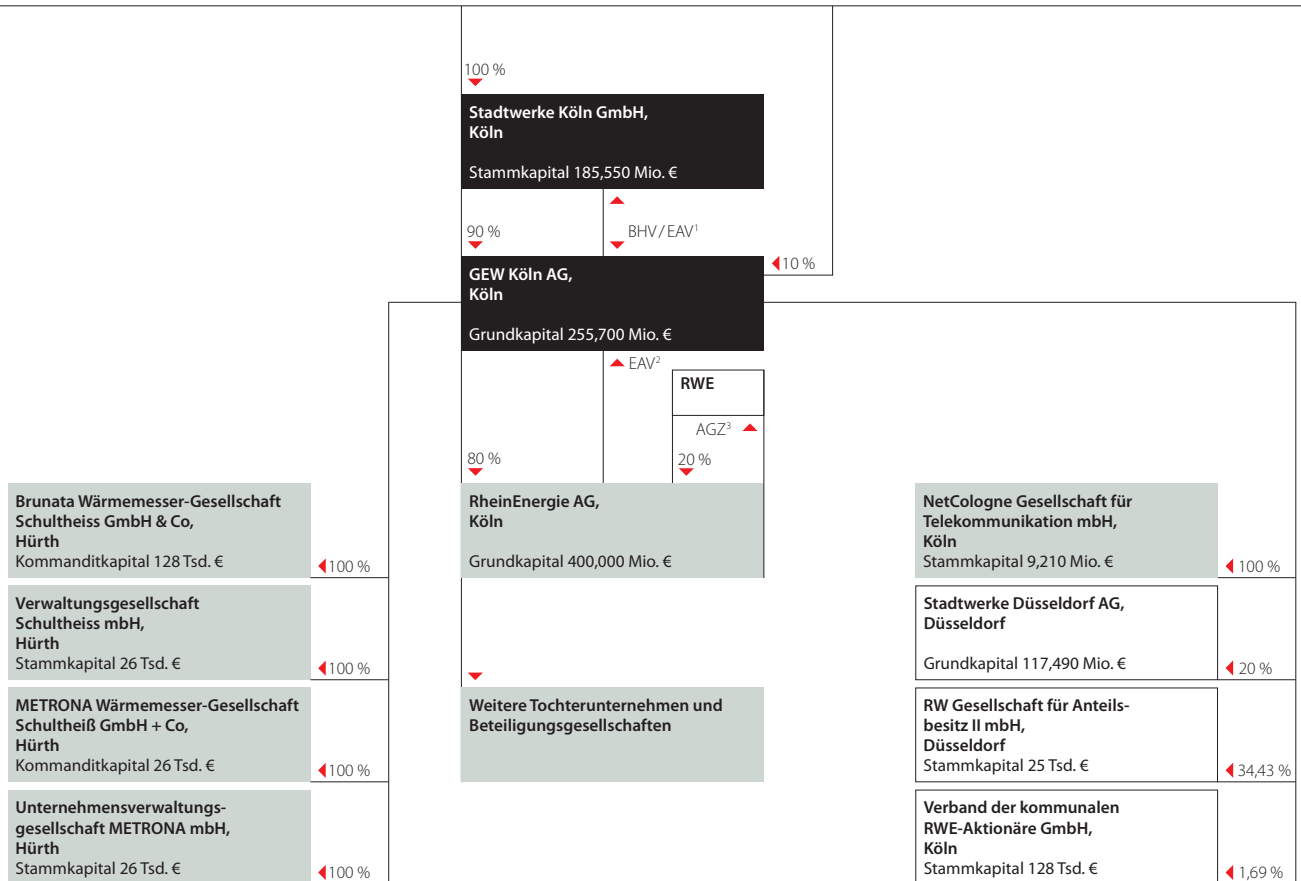 100 %
Stadtwerke Köln GmbH,
Köln
Stammkapital 185,550 Mio. €
90 %
BHV/EAV¹
10 %
GEW Köln AG,
Köln
Grundkapital 255,700 Mio. €
EAV²
RWE
AGZ³
80 %
20 %
RheinEnergie AG,
Köln
Grundkapital 400,000 Mio. €
Weitere Tochterunternehmen und
Beteiligungsgesellschaften
Brunata Wärmemesser-Gesellschaft
Schultheiss GmbH & Co,
Hürth
Kommanditkapital 128 Tsd. €
100 %
Verwaltungsgesellschaft
Schultheiss mbH,
Hürth
Stammkapital 26 Tsd. €
100 %
METRONA Wärmemesser-Gesellschaft
Schultheiß GmbH + Co,
Hürth
Kommanditkapital 26 Tsd. €
100 %
Unternehmensverwaltungs-
gesellschaft METRONA mbH,
Hürth
Stammkapital 26 Tsd. €
100 %
NetCologne Gesellschaft für
Telekommunikation mbH,
Köln
Stammkapital 9,210 Mio. €
100 %
Stadtwerke Düsseldorf AG,
Düsseldorf
Grundkapital 117,490 Mio. €
20 %
RW Gesellschaft für Anteils-
besitz II mbH,
Düsseldorf
Stammkapital 25 Tsd. €
34,43 %
Verband der kommunalen
RWE-Aktionäre GmbH,
Köln
Stammkapital 128 Tsd. €
1,69 %